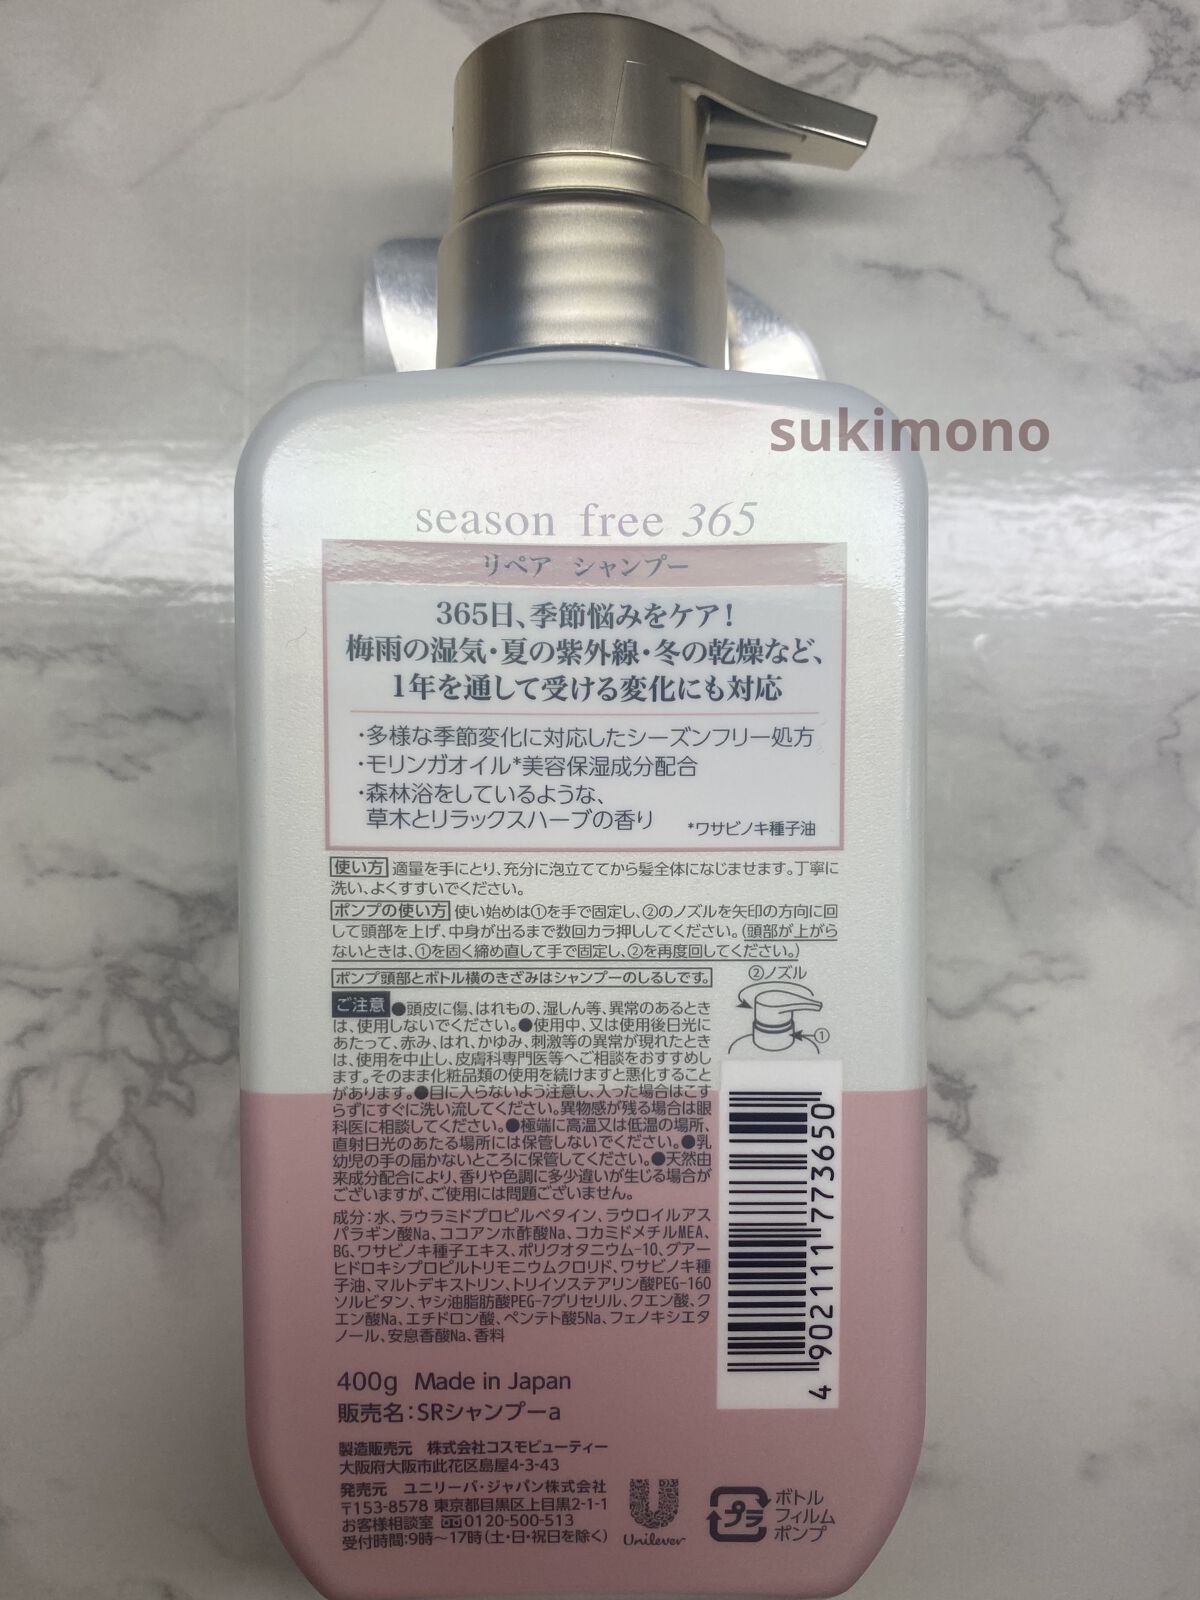 sukimono
season free 365
リペア シャンプー
365日、季節悩みをケア!
梅雨の湿気・夏の紫外線・冬の乾燥など、
1年を通して受ける変化にも対応
・多様な季節変化に対応したシーズンフリー処方
・モリンガオイル*美容保湿成分配合
・森林浴をしているような、
草木とリラックスハーブの香り
*ワサビノキ種子油
使い方 適量を手にとり、充分に泡立ててから髪全体になじませます。丁寧に
洗い、よくすすいでください。
ポンプの使い方 使い始めは①を手で固定し、②のノズルを矢印の方向に回
して頭部を上げ、中身が出るまで数回カラ押ししてください。(頭部が上がら
ないときは、①を固く締め直して手で固定し、②を再度回してください。)
ポンプ頭部とボトル横のきざみはシャンプーのしるしです。
②ノズル
①
ご注意 ●頭皮に傷、はれもの、湿しん等、異常のあるとき
は、使用しないでください。●使用中、又は使用後日光に
あたって、赤み、はれ、かゆみ、刺激等の異常が現れたとき
は、使用を中止し、皮膚科専門医等へご相談をおすすめし
ます。そのまま化粧品類の使用を続けますと悪化すること
があります。●目に入らないよう注意し、入った場合はこす
らずにすぐに洗い流してください。異物感が残る場合は眼
科医に相談してください。●極端に高温又は低温の場所、
直射日光のあたる場所には保管しないでください。●乳
幼児の手の届かないところに保管してください。●天然由
来成分配合により、香りや色調に多少違いが生じる場合が
ございますが、ご使用には問題ございません。
成分:水、ラウラミドプロピルベタイン、ラウロイルアス
パラギン酸Na、ココアンホ酢酸Na、コカミドメチルMEA、
BG、ワサビノキ種子エキス、ポリクオタニウム-10、グアー
ヒドロキシプロピルトリモニウムクロリド、ワサビノキ種
子油、マルトデキストリン、トリイソステアリン酸PEG-160
ソルビタン、ヤシ油脂肪酸PEG-7グリセリル、クエン酸、ク
エン酸Na、エチドロン酸、ペンテト酸5Na、フェノキシエタ
ノール、安息香酸Na、香料
4 902111 773650
400g Made in Japan
販売名:SRシャンプーa
製造販売元 株式会社コスモビューティー
大阪府大阪市此花区島屋4-3-43
発売元 ユニリーバ・ジャパン株式会社
〒153-8578 東京都目黒区上目黒2-1-1
お客様相談室 0120-500-513
受付時間:9時〜17時(土・日・祝日を除く)
Unilever
プラ
ボトル
フィルム
ポンプ